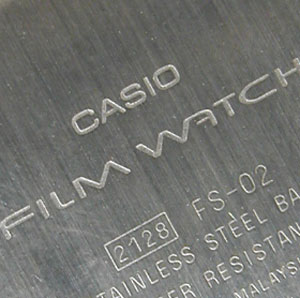 CASIO
FILM WATCH
2128 FS-02
TAINLESS STEEL BA
ER RESISTAN
MALAYS